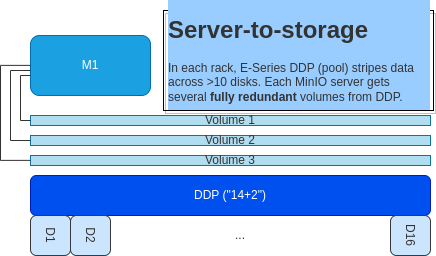 Server-to-storage
M1
In each rack, E-Series DDP (pool) stripes data
across >10 disks. Each MinIO server gets
several fully redundant volumes from DDP.
Volume 1
Volume 2
Volume 3
DDP ("14+2")
D1 D2 ... D16